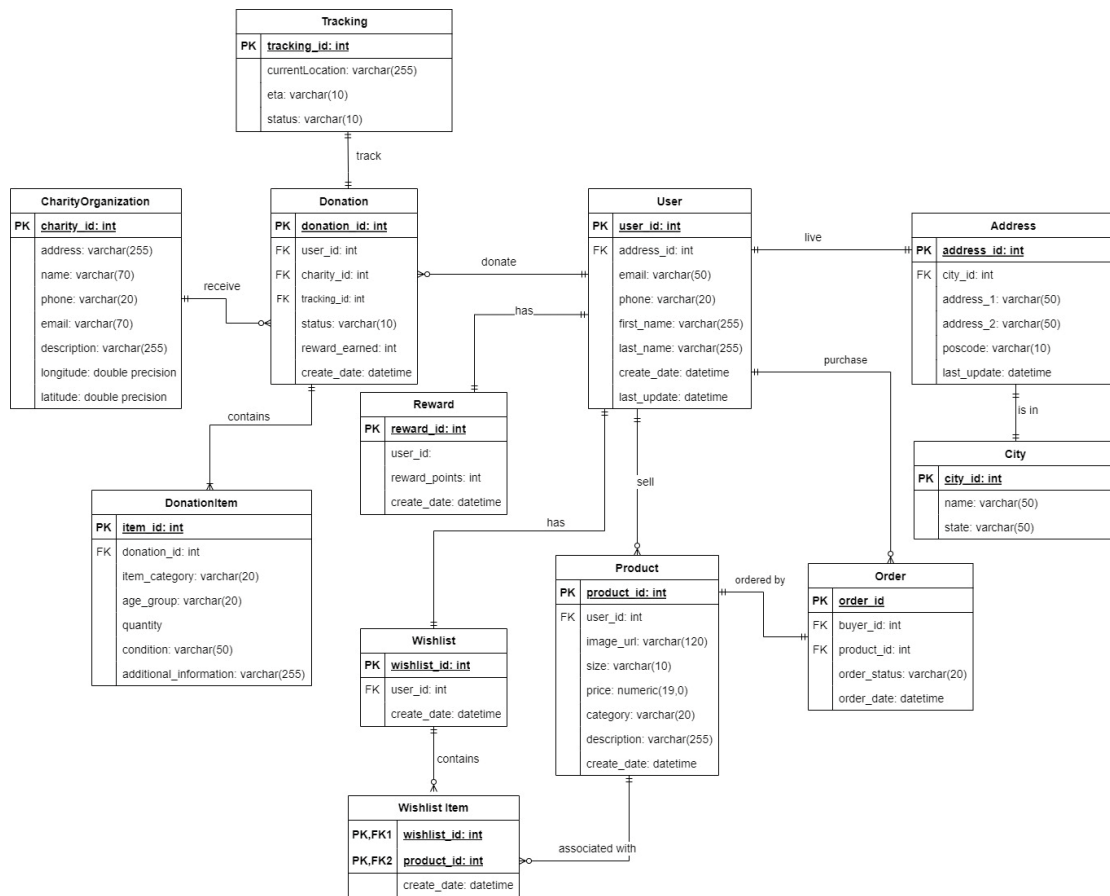 Tracking
PK tracking_id: int
currentLocation: varchar(255)
eta: varchar(10)
status: varchar(10)
track
CharityOrganization
PK charity_id: int
address: varchar(255)
name: varchar(70)
phone: varchar(20)
email: varchar(70)
description: varchar(255)
longitude: double precision
latitude: double precision
receive
Donation
PK donation_id: int
FK user_id: int
FK charity_id: int
FK tracking_id: int
status: varchar(10)
reward_earned: int
create_date: datetime
donate
has
User
PK user_id: int
FK address_id: int
email: varchar(50)
phone: varchar(20)
first_name: varchar(255)
last_name: varchar(255)
create_date: datetime
last_update: datetime
live
purchase
Address
PK address_id: int
FK city_id: int
address_1: varchar(50)
address_2: varchar(50)
poscode: varchar(10)
last_update: datetime
is in
contains
Reward
PK reward_id: int
user_id:
reward_points: int
create_date: datetime
sell
City
PK city_id: int
name: varchar(50)
state: varchar(50)
DonationItem
PK item_id: int
FK donation_id: int
item_category: varchar(20)
age_group: varchar(20)
quantity
condition: varchar(50)
additional_information: varchar(255)
has
Product
PK product_id: int
FK user_id: int
image_url: varchar(120)
size: varchar(10)
price: numeric(19,0)
category: varchar(20)
description: varchar(255)
create_date: datetime
ordered by
Order
PK order_id
FK buyer_id: int
FK product_id: int
order_status: varchar(20)
order_date: datetime
Wishlist
PK wishlist_id: int
FK user_id: int
create_date: datetime
contains
Wishlist Item
PK,FK1 wishlist_id: int
PK,FK2 product_id: int
create_date: datetime
associated with